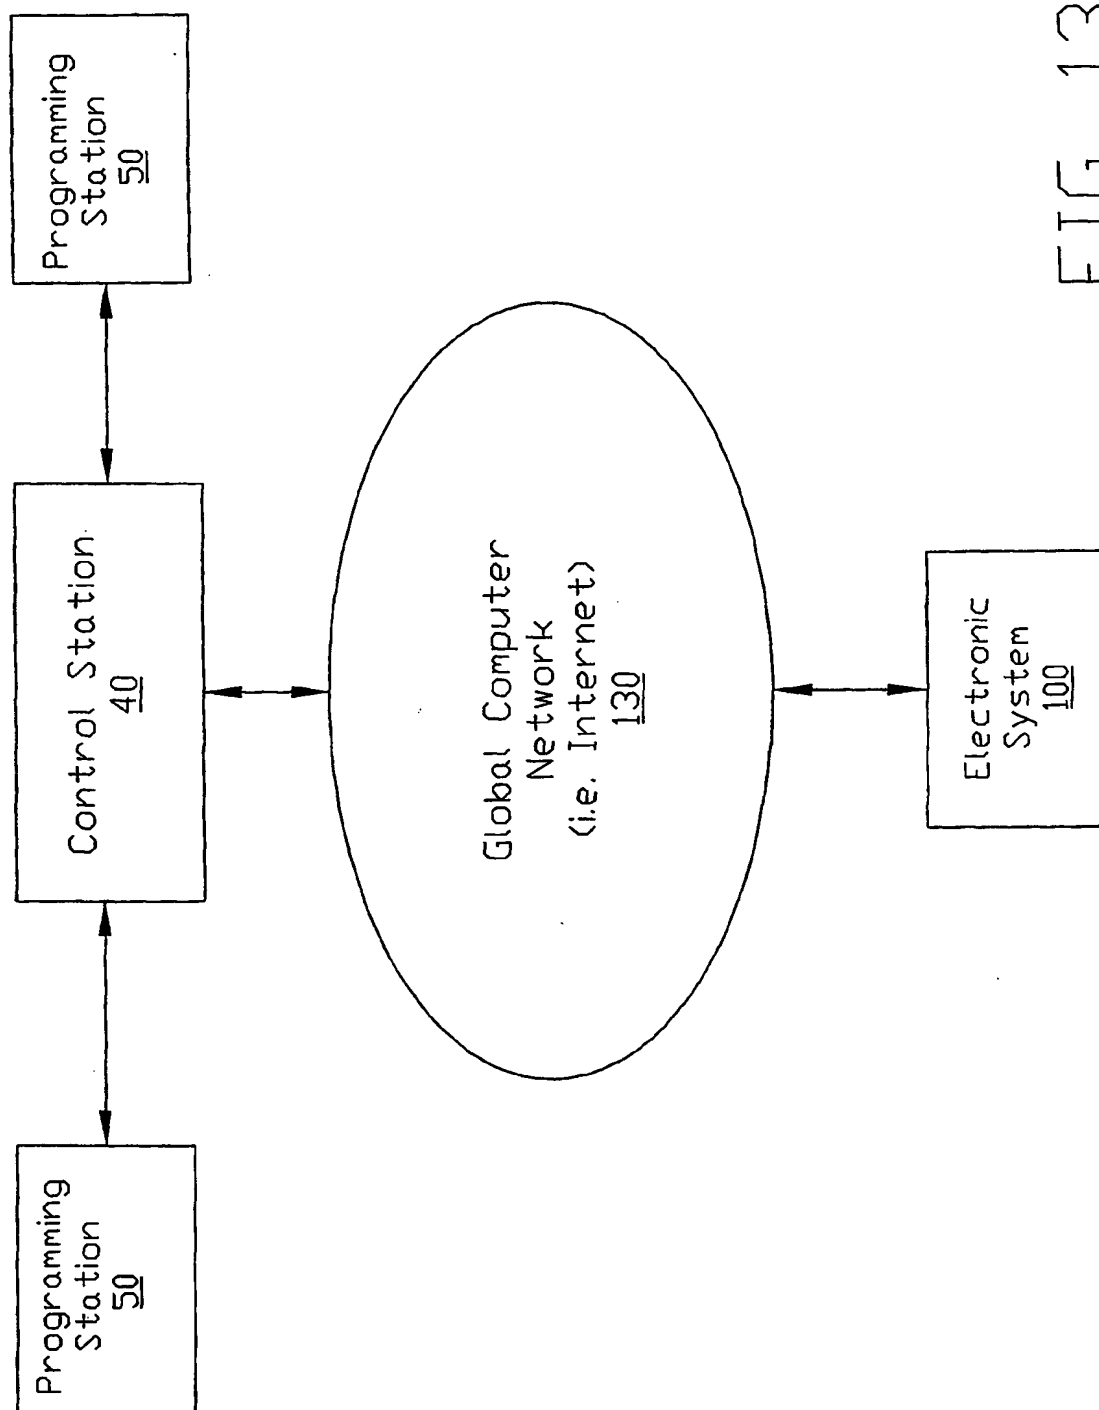 Programming
Station
50
Control Station
40
Programming
Station
50
Global Computer
Network
(i.e. Internet)
130
Electronic
System
100
FIG 13